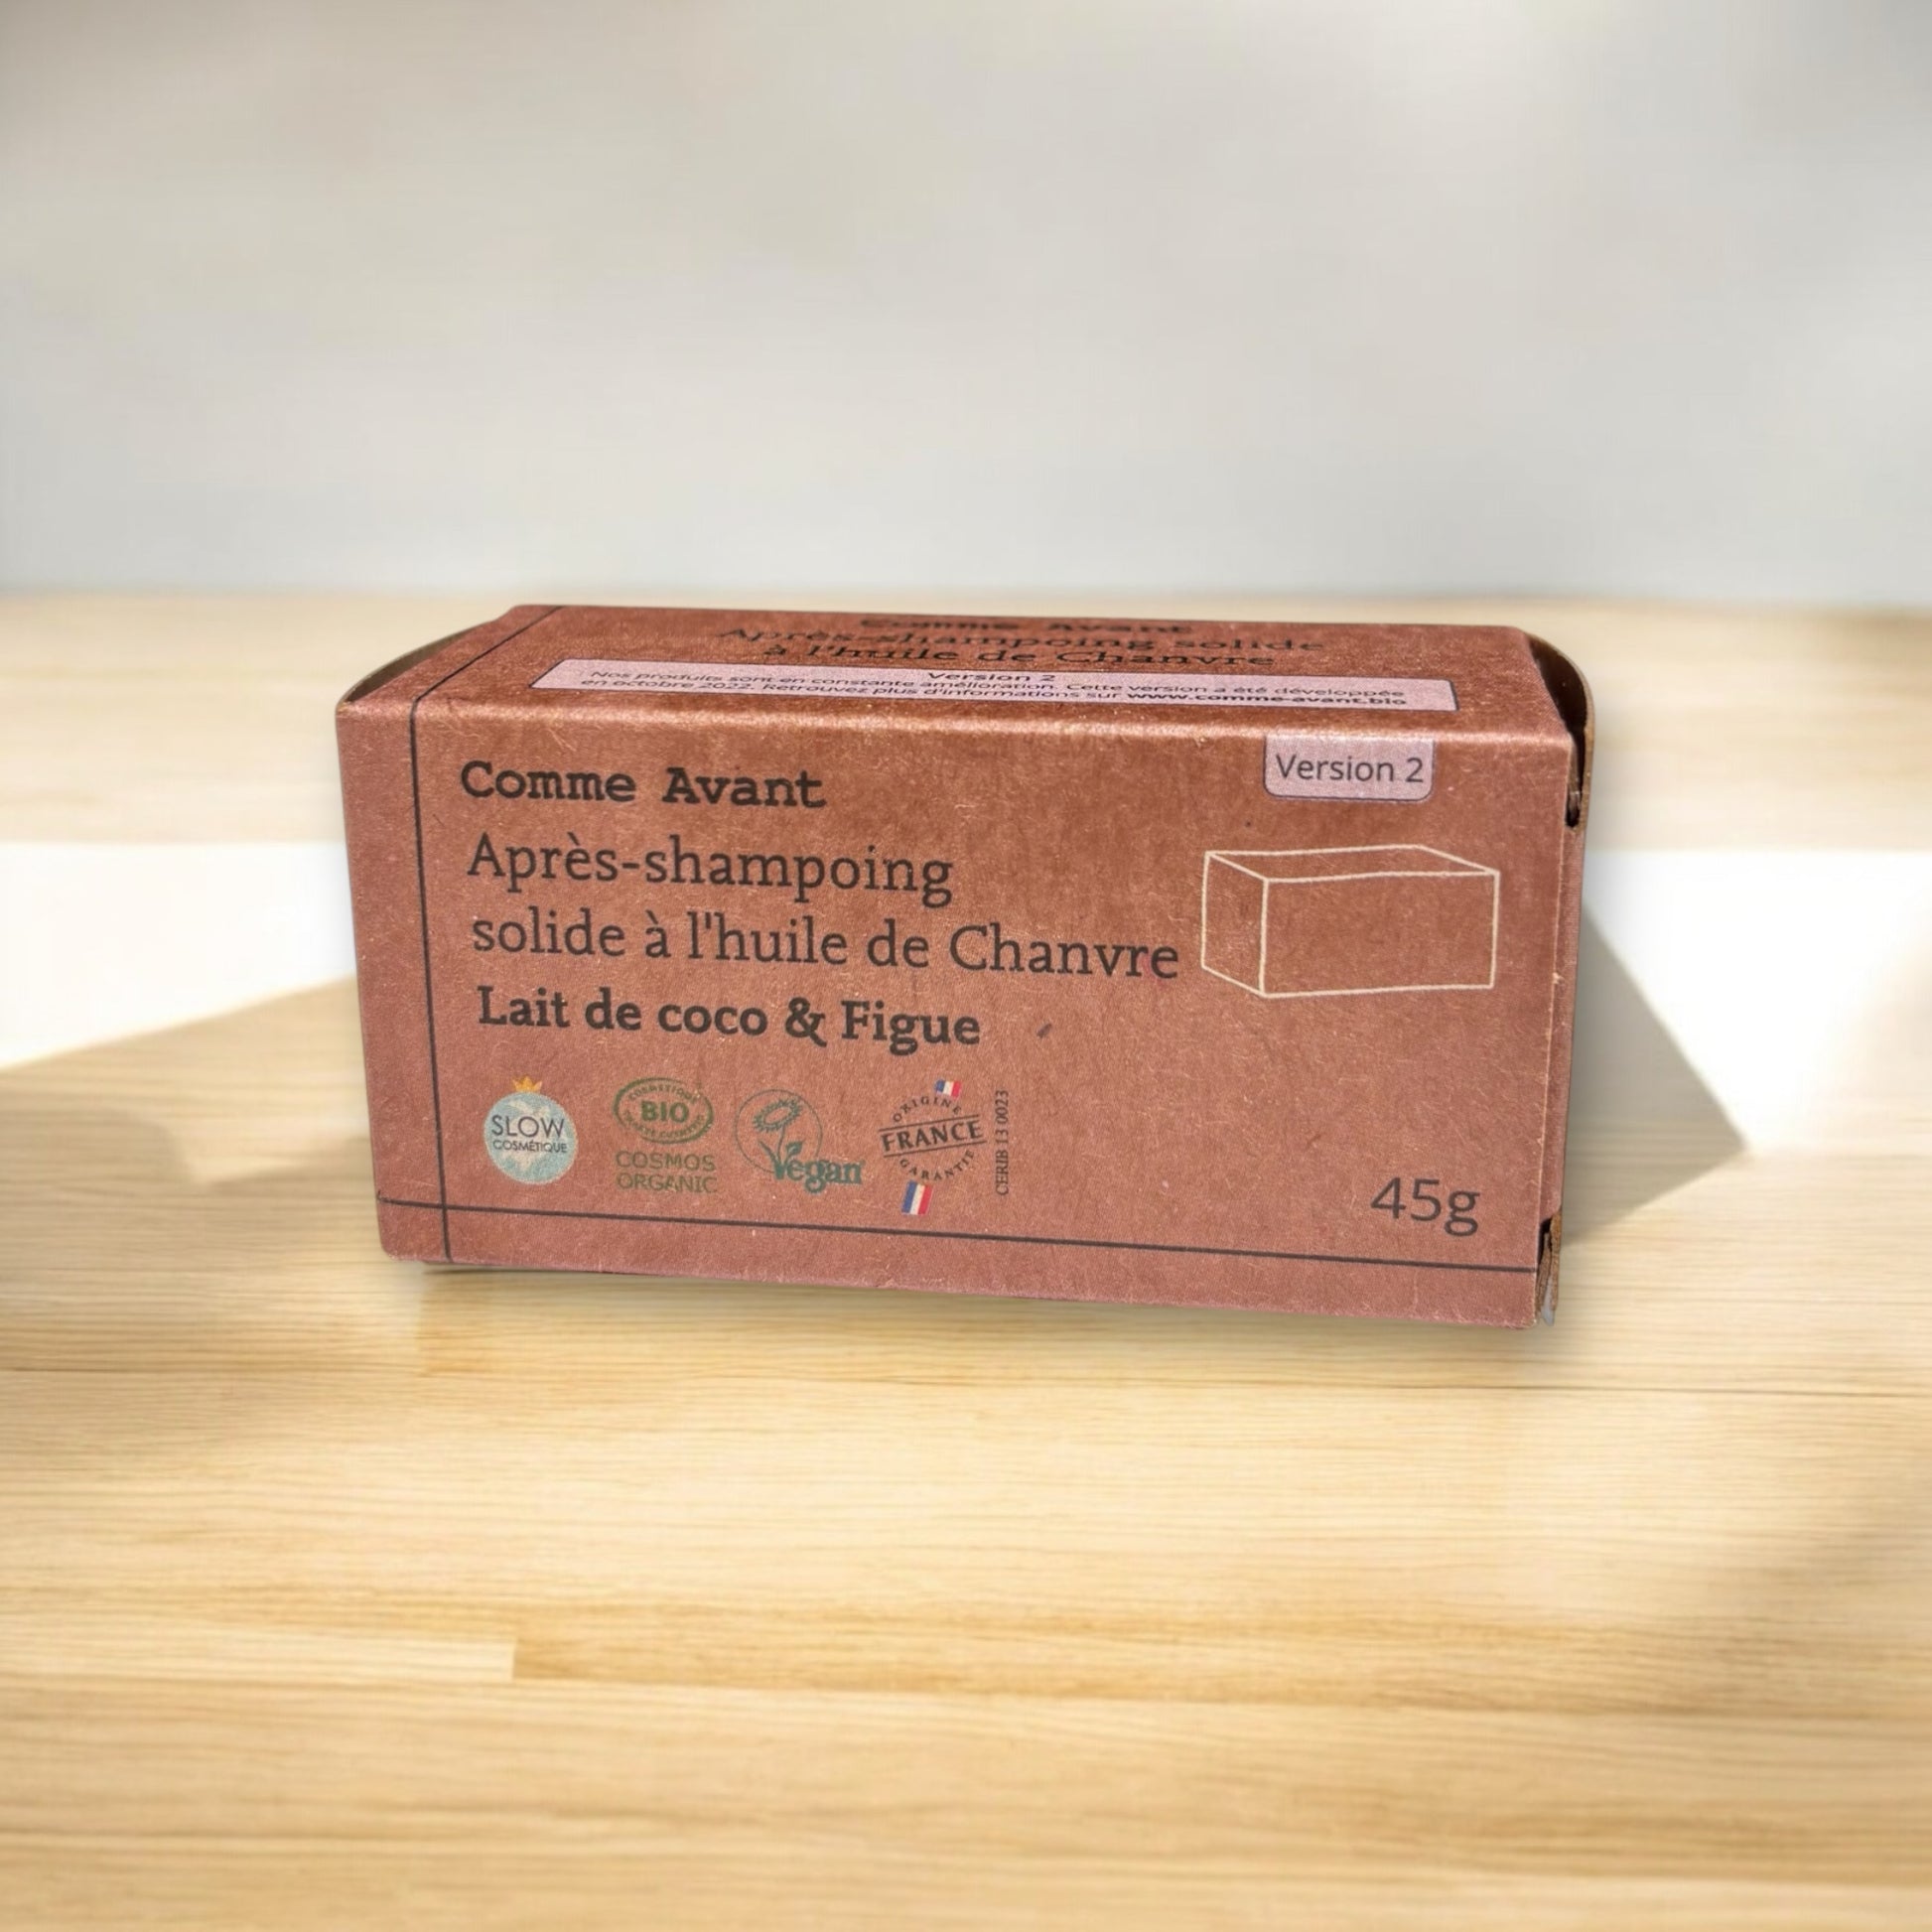 Comme Avant
Après-shampoing solide
à l'huile de Chanvre
Version 2
Nos produits sont en constante amélioration. Cette version a été développée
en octobre 2022. Retrouvez plus d'informations sur www.comme-avant.bio
Version 2
Comme Avant
Après-shampoing
solide à l'huile de Chanvre
Lait de coco & Figue
SLOW
COSMÉTIQUE
COSMÉTIQUE
BIO
COSMOS
ORGANIC
Vegan
ORIGINE
FRANCE
GARANTIE
CERIB 13 0023
45g